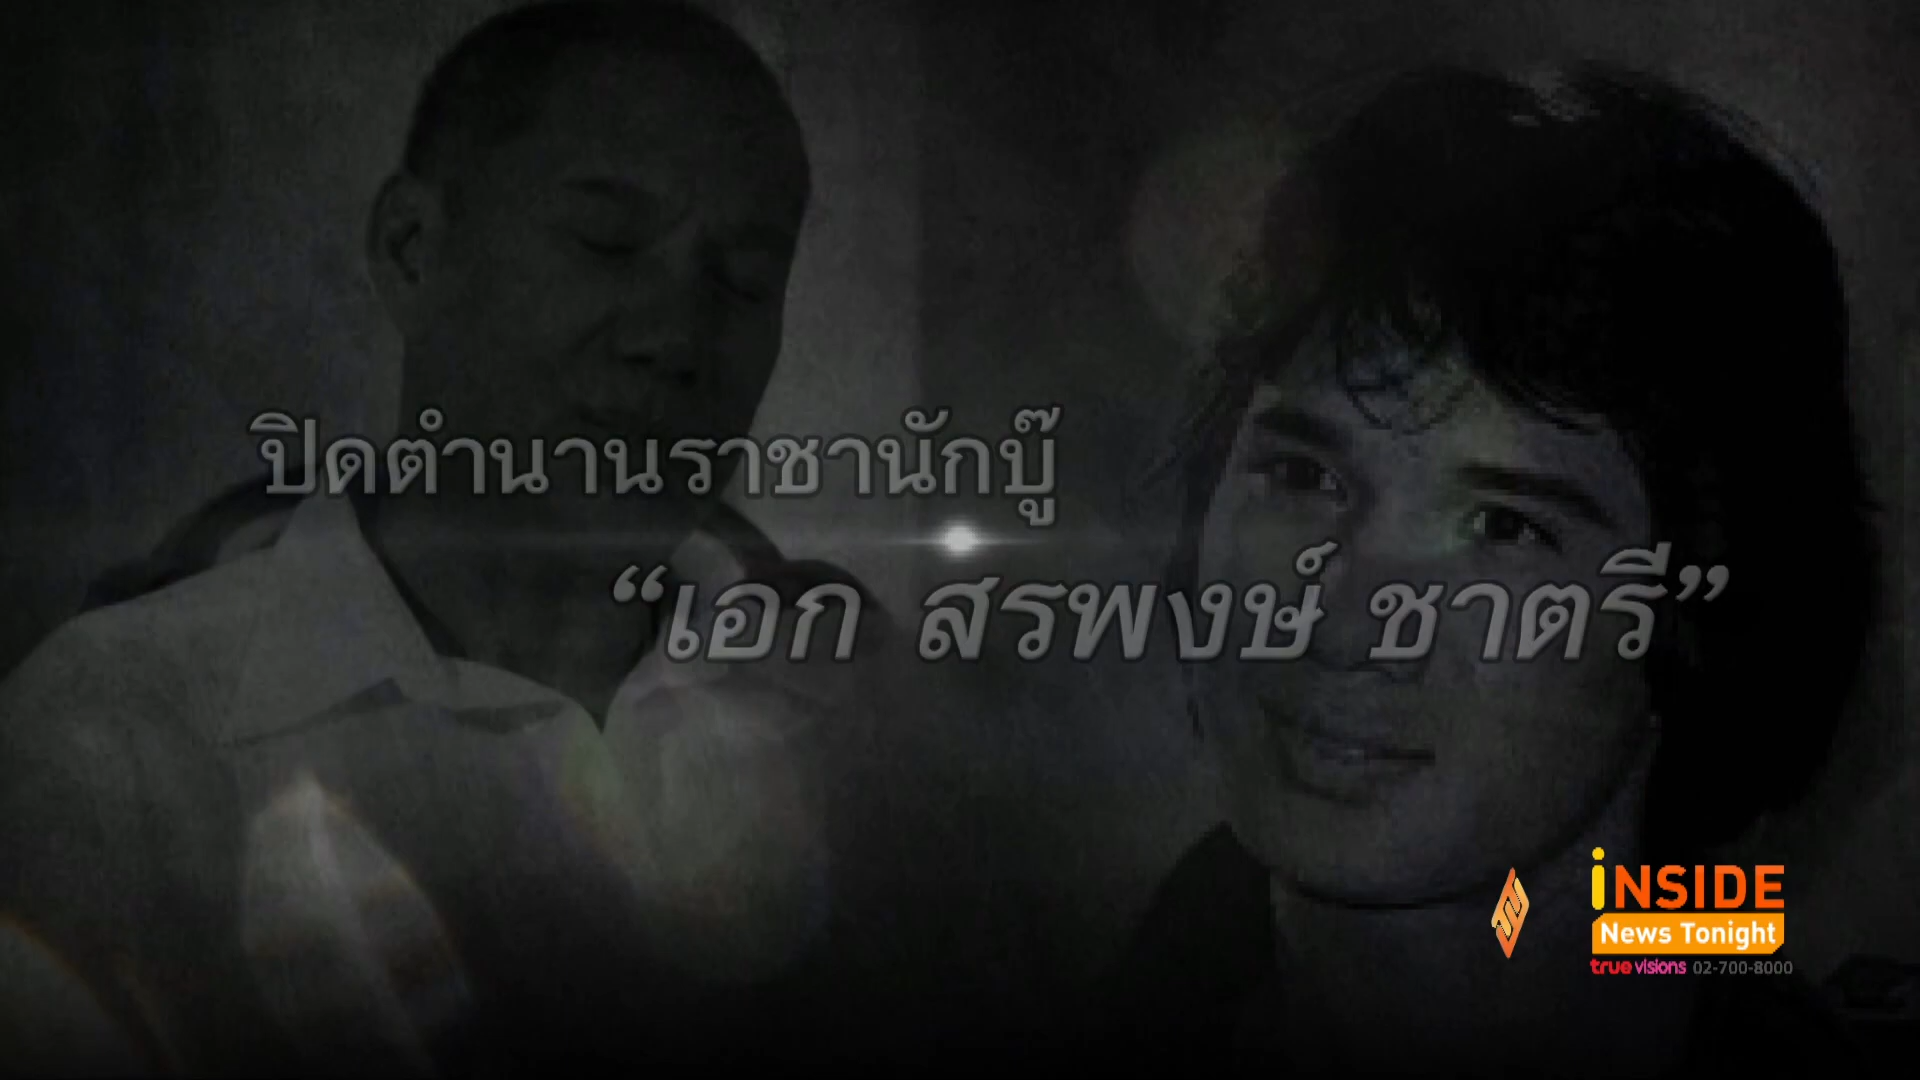 ปิดตำนานราชานักบู๊
“เอก สรพงษ์ ชาตรี”
iNSIDE
News Tonight
truevisions 02-700-8000